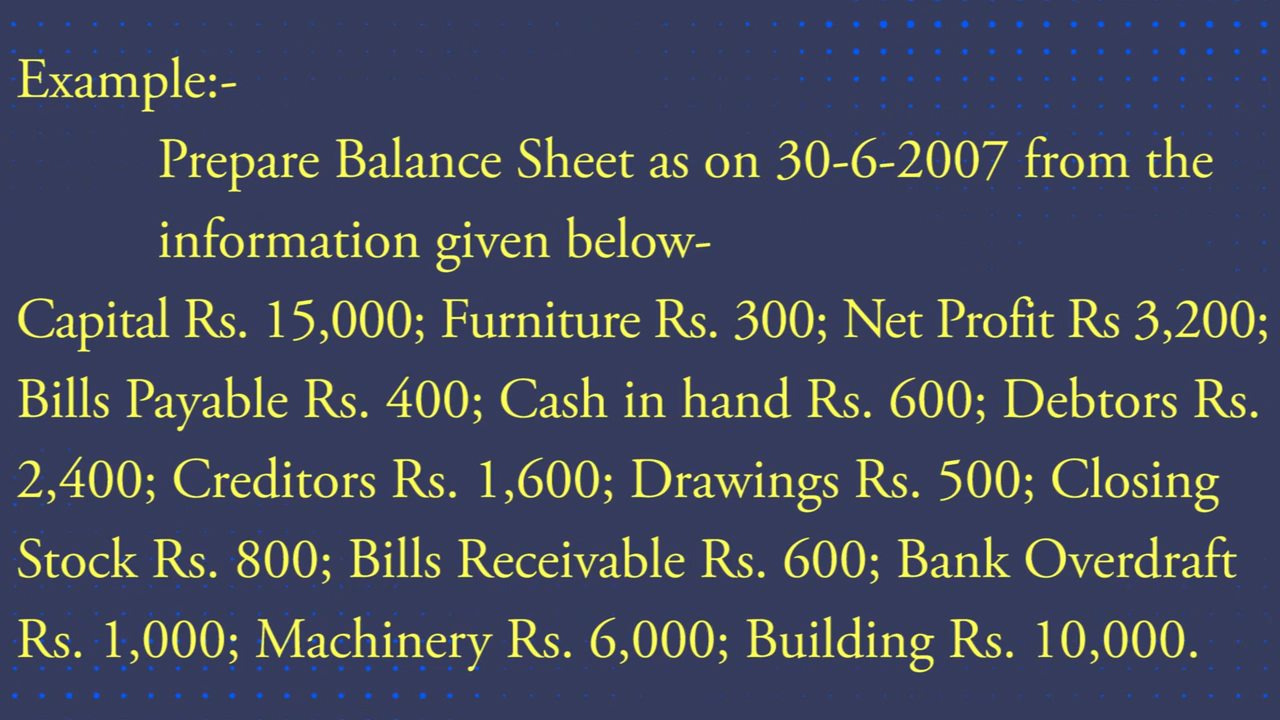 Example:-
Prepare Balance Sheet as on 30-6-2007 from the
information given below-
Capital Rs. 15,000; Furniture Rs. 300; Net Profit Rs 3,200;
Bills Payable Rs. 400; Cash in hand Rs. 600; Debtors Rs.
2,400; Creditors Rs. 1,600; Drawings Rs. 500; Closing
Stock Rs. 800; Bills Receivable Rs. 600; Bank Overdraft
Rs. 1,000; Machinery Rs. 6,000; Building Rs. 10,000.